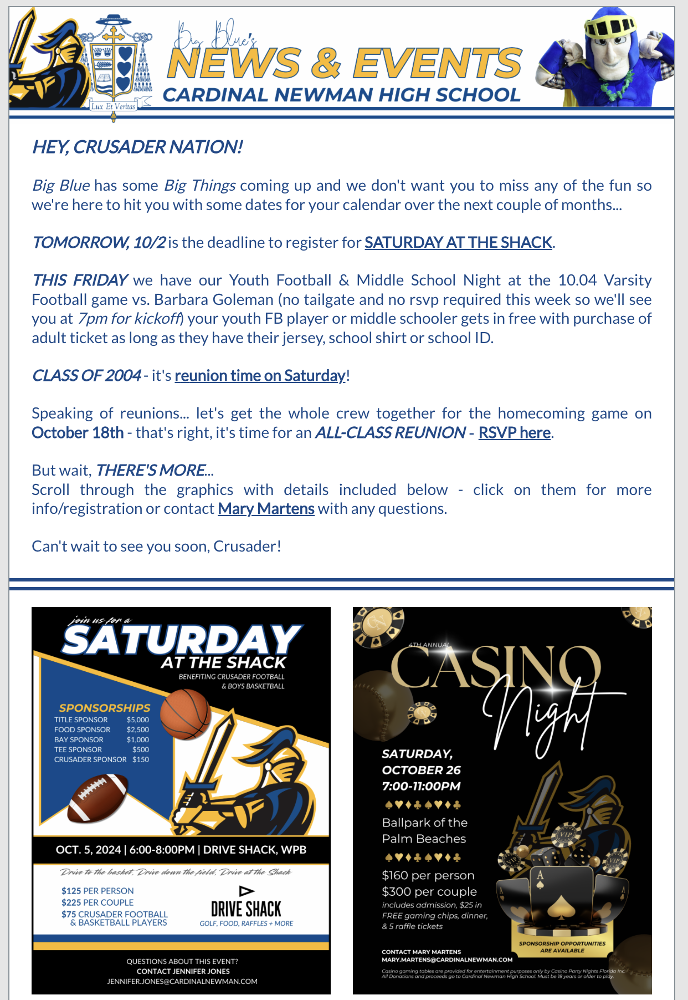 Big Blue's
NEWS & EVENTS
CARDINAL NEWMAN HIGH SCHOOL
Lux Et Veritas
HEY, CRUSADER NATION!
Big Blue has some Big Things coming up and we don't want you to miss any of the fun so
we're here to hit you with some dates for your calendar over the next couple of months...
TOMORROW, 10/2 is the deadline to register for SATURDAY AT THE SHACK.
THIS FRIDAY we have our Youth Football & Middle School Night at the 10.04 Varsity
Football game vs. Barbara Goleman (no tailgate and no rsvp required this week so we'll see
you at 7pm for kickoff) your youth FB player or middle schooler gets in free with purchase of
adult ticket as long as they have their jersey, school shirt or school ID.
CLASS OF 2004 - it's reunion time on Saturday!
Speaking of reunions... let's get the whole crew together for the homecoming game on
October 18th - that's right, it's time for an ALL-CLASS REUNION - RSVP here.
But wait, THERE'S MORE...
Scroll through the graphics with details included below - click on them for more
info/registration or contact Mary Martens with any questions.
Can't wait to see you soon, Crusader!
join us for a
SATURDAY
AT THE SHACK
BENEFITING CRUSADER FOOTBALL
& BOYS BASKETBALL
SPONSORSHIPS
TITLE SPONSOR $5,000
FOOD SPONSOR $2,500
BAY SPONSOR $1,000
TEE SPONSOR $500
CRUSADER SPONSOR $150
OCT. 5, 2024 | 6:00-8:00PM | DRIVE SHACK, WPB
Drive to the basket, Drive down the field, Drive at the Shack
$125 PER PERSON
$225 PER COUPLE
$75 CRUSADER FOOTBALL
& BASKETBALL PLAYERS
DRIVE SHACK
GOLF, FOOD, RAFFLES + MORE
QUESTIONS ABOUT THIS EVENT?
CONTACT JENNIFER JONES
JENNIFER.JONES@CARDINALNEWMAN.COM
4TH ANNUAL
CASINO
Night
SATURDAY,
OCTOBER 26
7:00-11:00PM
Ballpark of the
Palm Beaches
$160 per person
$300 per couple
includes admission, $25 in
FREE gaming chips, dinner,
& 5 raffle tickets
VIP
VIP
VIP
A
A
A
SPONSORSHIP OPPORTUNITIES
ARE AVAILABLE
CONTACT MARY MARTENS
MARY.MARTENS@CARDINALNEWMAN.COM
Casino gaming tables are provided for entertainment purposes only by Casino Party Nights Florida Inc.
All Donations and proceeds go to Cardinal Newman High School. Must be 18 years or older to play.